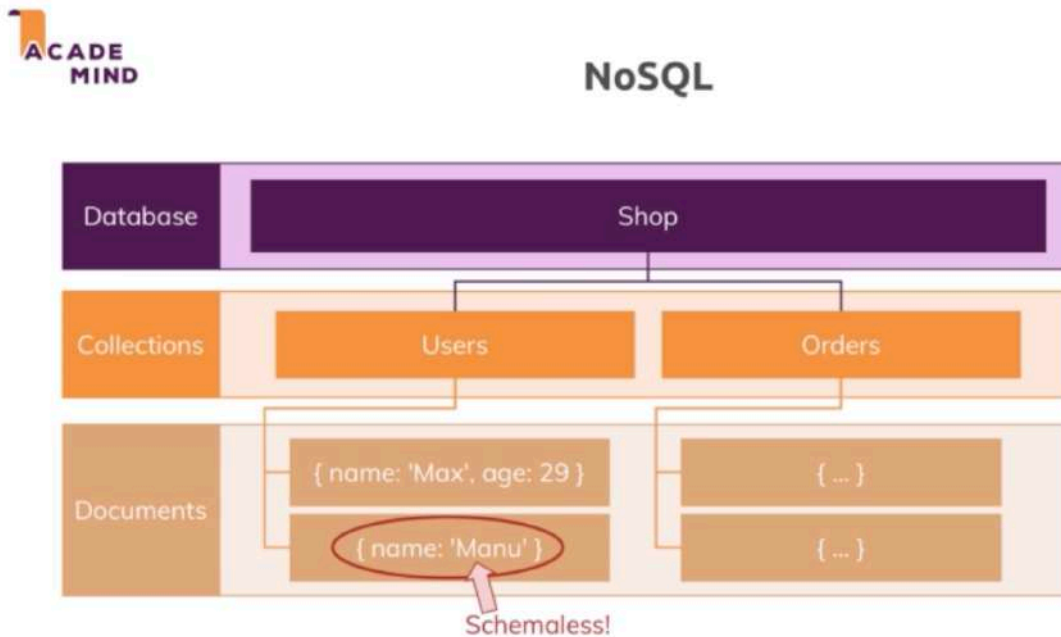 ACADE
MIND
NoSQL
Database
Shop
Collections
Users
Orders
Documents
{ name: 'Max', age: 29 }
{ ... }
{ name: 'Manu' }
{ ... }
Schemaless!